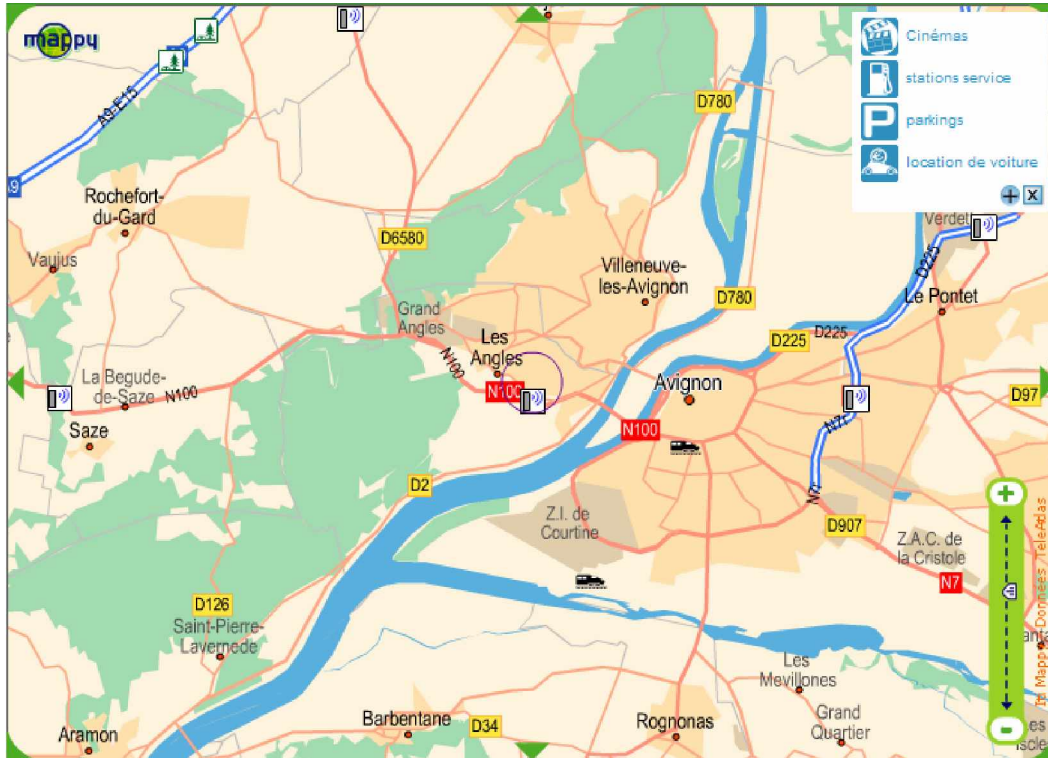 mappy
Cinémas
stations service
parkings
location de voiture
A9-E15
D780
Rochefort-
du-Gard
D6580
Vaujus
Villeneuve-
les-Avignon
D225
D780
Le Pontet
Grand
Angles
D225
D225
Les
Angles
N100
La Begude-
de-Saze
N100
N100
Avignon
D97
Saze
N100
N7
D2
N7
Z.I. de
Courtine
D907
Z.A.C. de
la Cristole
N7
D126
Saint-Pierre-
Lavernede
Les
Mevillones
Barbentane
D34
Rognonas
Grand
Quartier
Aramon